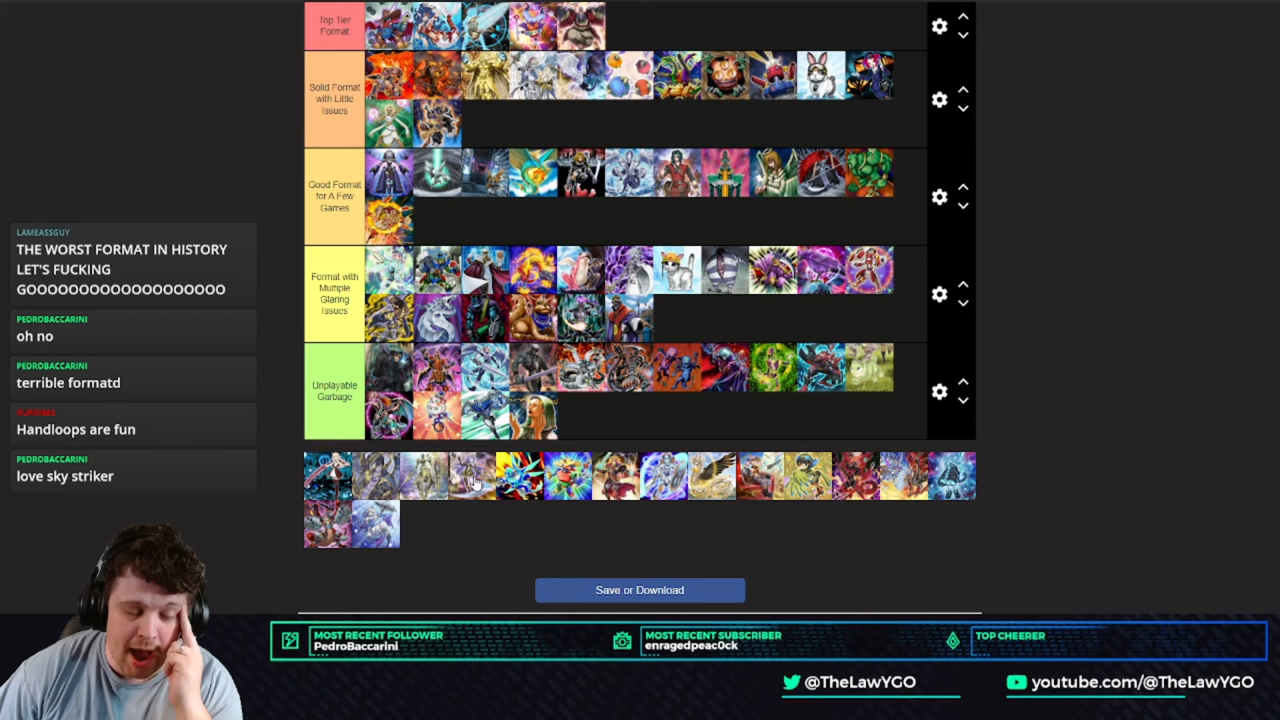 Top Tier
Format
Solid Format
with Little
Issues
Good Format
for A Few
Games
Format with
Multiple
Glaring
Issues
Unplayable
Garbage
LAMEASSGUY
THE WORST FORMAT IN HISTORY
LET'S FUCKING
GOOOOOOOOOOOOOOOOOO
PEDROBACCARINI
oh no
PEDROBACCARINI
terrible formatd
Handloops are fun
PEDROBACCARINI
love sky striker
Save or Download
MOST RECENT FOLLOWER
PedroBaccarini
MOST RECENT SUBSCRIBER
enragedpeac0ck
TOP CHEERER
@TheLawYGO
youtube.com/@TheLawYGO